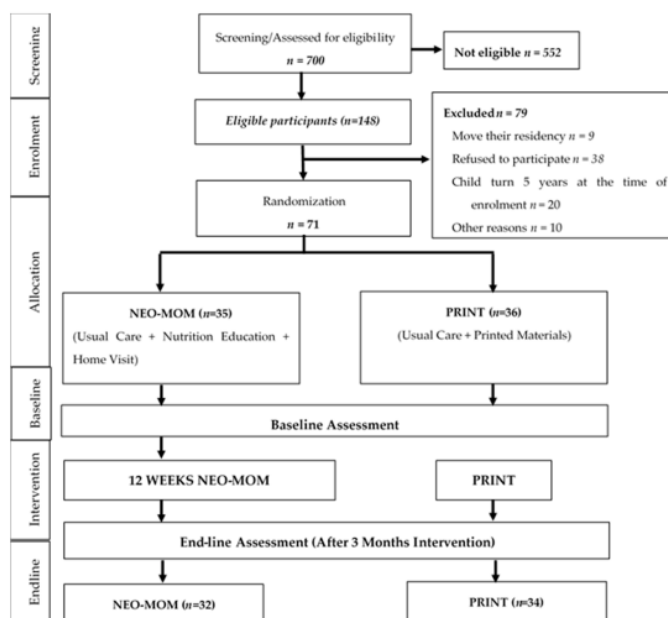 Screening
Screening/Assessed for eligibility
n = 700
Not eligible n = 552
Enrolment
Eligible participants (n=148)
Excluded n = 79
Move their residency n = 9
Refused to participate n = 38
Child turn 5 years at the time of
enrolment n = 20
Other reasons n = 10
Randomization
n = 71
Allocation
NEO-MOM (n=35)
(Usual Care + Nutrition Education +
Home Visit)
PRINT (n=36)
(Usual Care + Printed Materials)
Baseline
Baseline Assessment
Intervention
12 WEEKS NEO-MOM
PRINT
End-line Assessment (After 3 Months Intervention)
Endline
NEO-MOM (n=32)
PRINT (n=34)